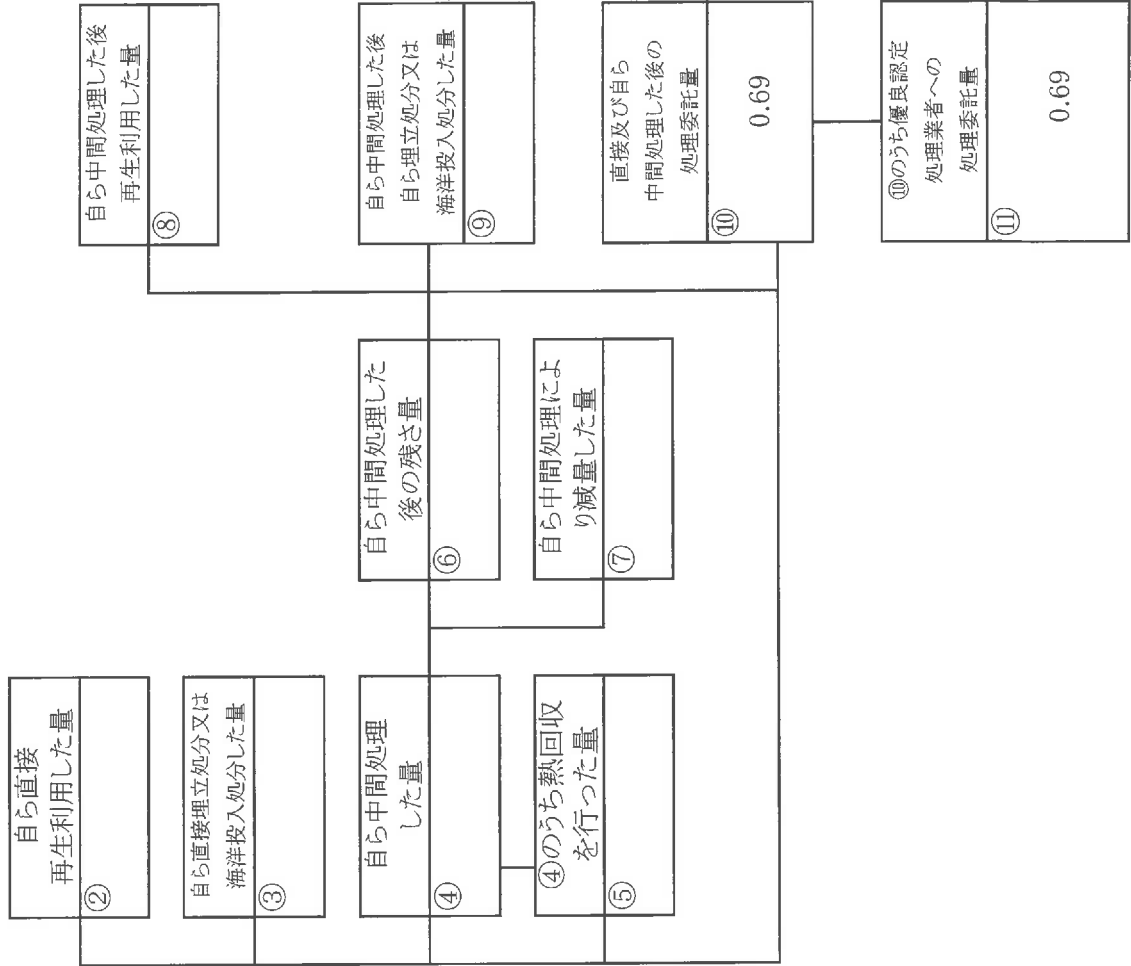 自ら直接
再生利用した量
②
自ら直接埋立処分又は
海洋投入処分した量
③
自ら中間処理
した量
④
④のうち熱回収
を行った量
⑤
自ら中間処理した
後の残さ量
⑥
自ら中間処理によ
り減量した量
⑦
自ら中間処理した後
再生利用した量
⑧
自ら中間処理した後
自ら埋立処分又は
海洋投入処分した量
⑨
直接及び自ら
中間処理した後の
処理委託量
⑩
0.69
⑩のうち優良認定
処理業者への
処理委託量
⑪
0.69